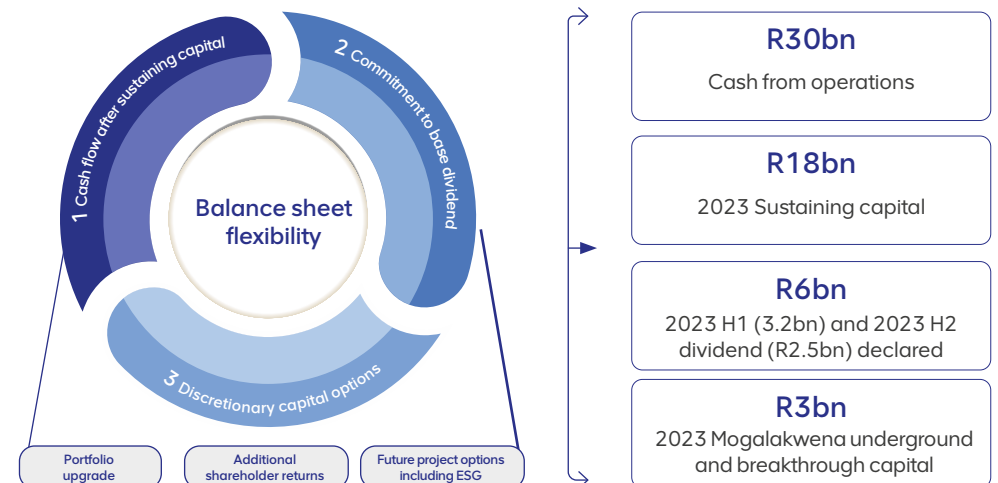 1 Cash flow after sustaining capital
2 Commitment to base dividend
3 Discretionary capital options
Balance sheet
flexibility
Portfolio
upgrade
Additional
shareholder returns
Future project options
including ESG
R30bn
Cash from operations
R18bn
2023 Sustaining capital
R6bn
2023 H1 (3.2bn) and 2023 H2
dividend (R2.5bn) declared
R3bn
2023 Mogalakwena underground
and breakthrough capital